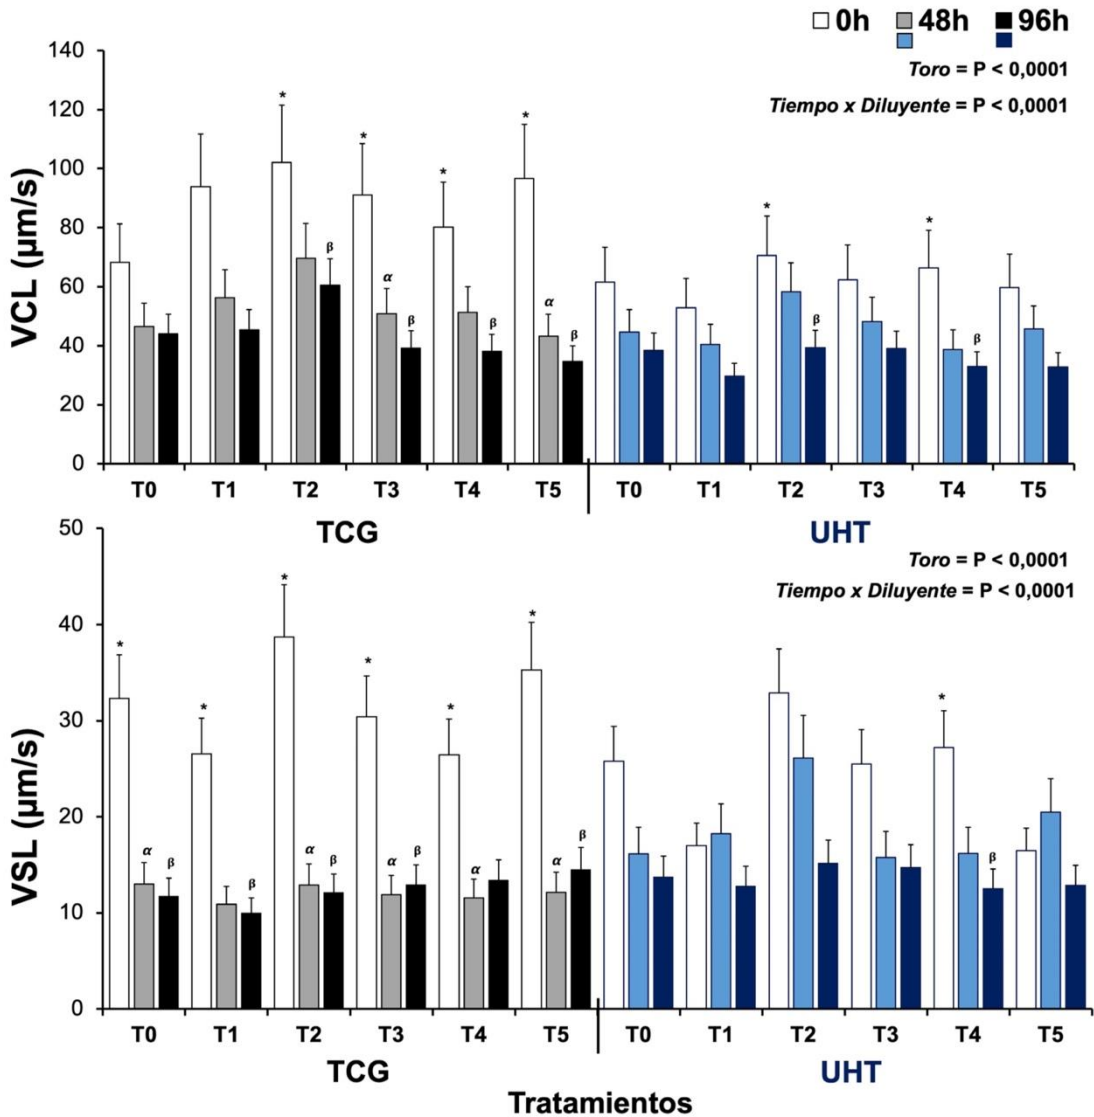 0h 48h 96h
Toro = P < 0,0001
Tiempo x Diluyente = P < 0,0001
VCL (µm/s)
140
120
100
80
60
40
20
0
* * * * * * *
α α
β β β β β β
T0 T1 T2 T3 T4 T5 T0 T1 T2 T3 T4 T5
TCG UHT
Toro = P < 0,0001
Tiempo x Diluyente = P < 0,0001
VSL (µm/s)
50
40
30
20
10
0
* * * * * * *
α α α α α
β β β β β β
T0 T1 T2 T3 T4 T5 T0 T1 T2 T3 T4 T5
TCG UHT
Tratamientos